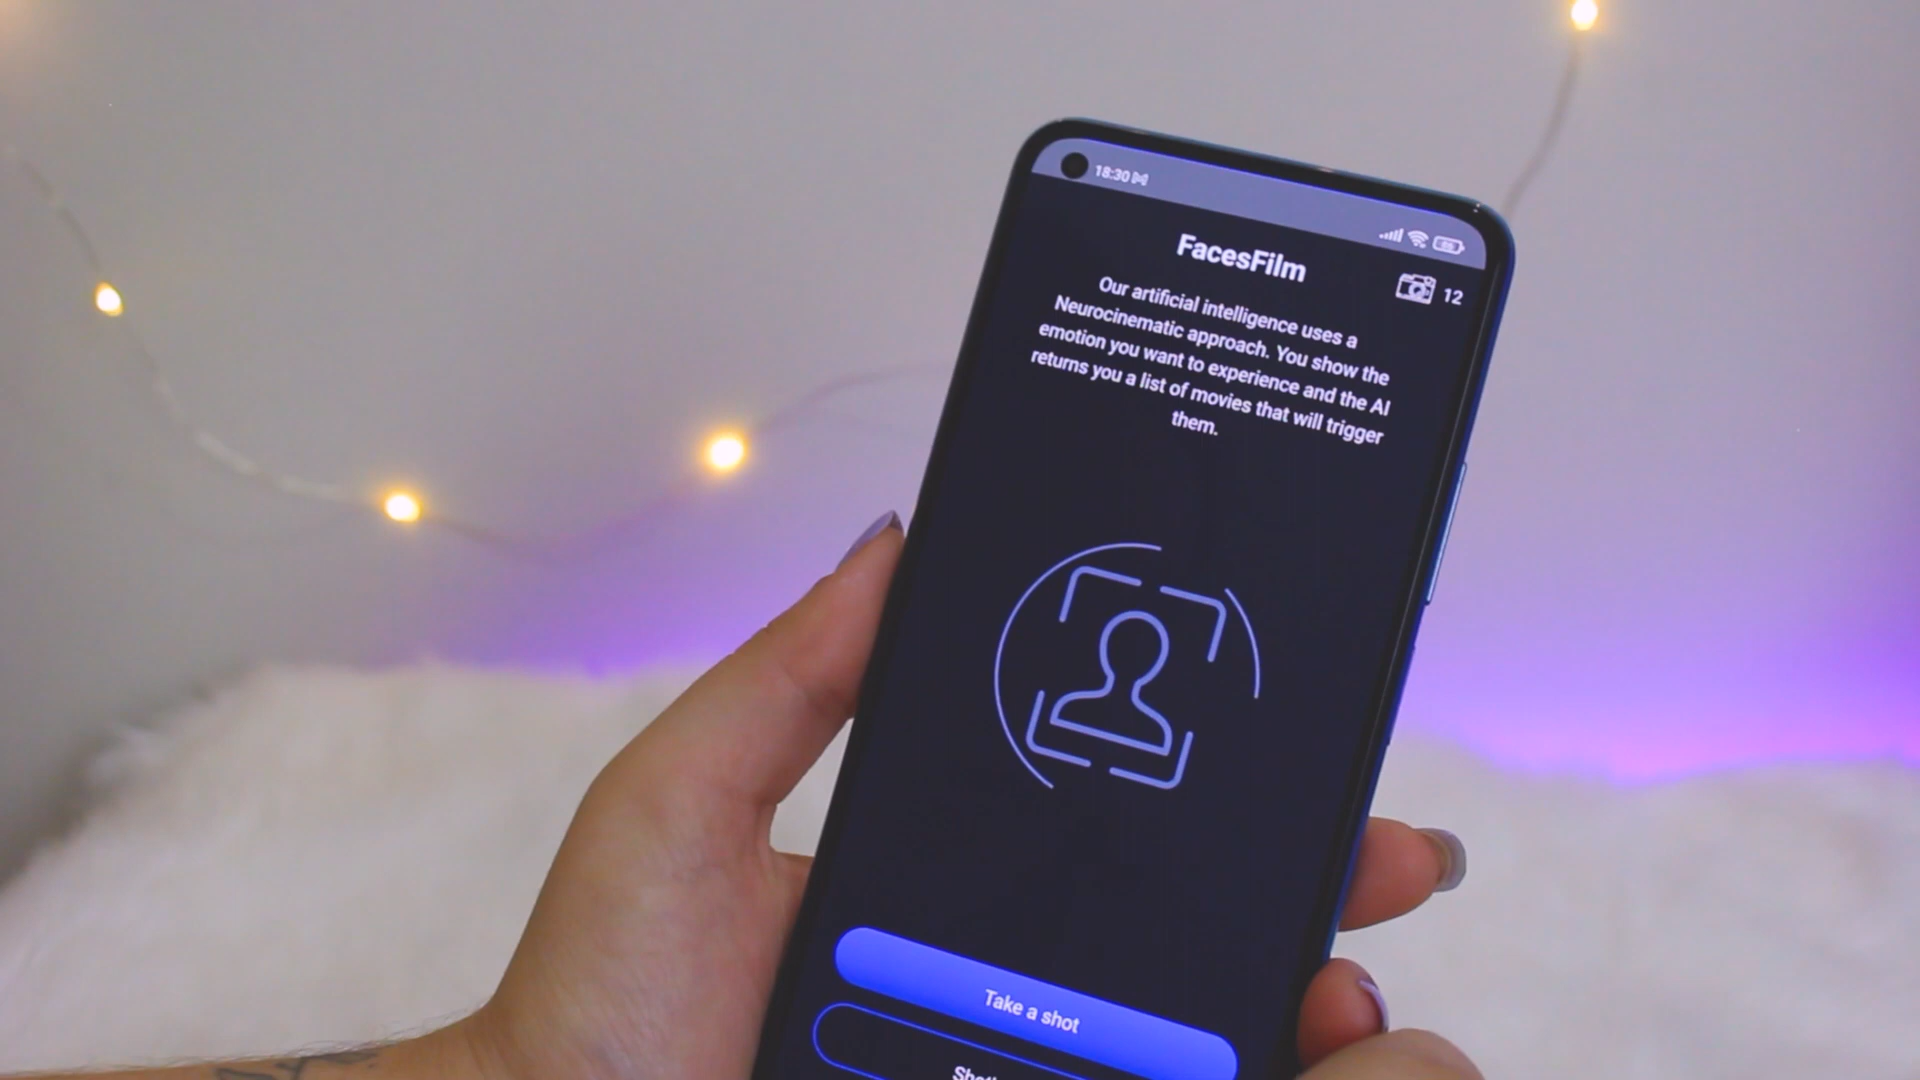 18:30
FacesFilm
12
Our artificial intelligence uses a
Neurocinematic approach. You show the
emotion you want to experience and the AI
returns you a list of movies that will trigger
them.
Take a shot